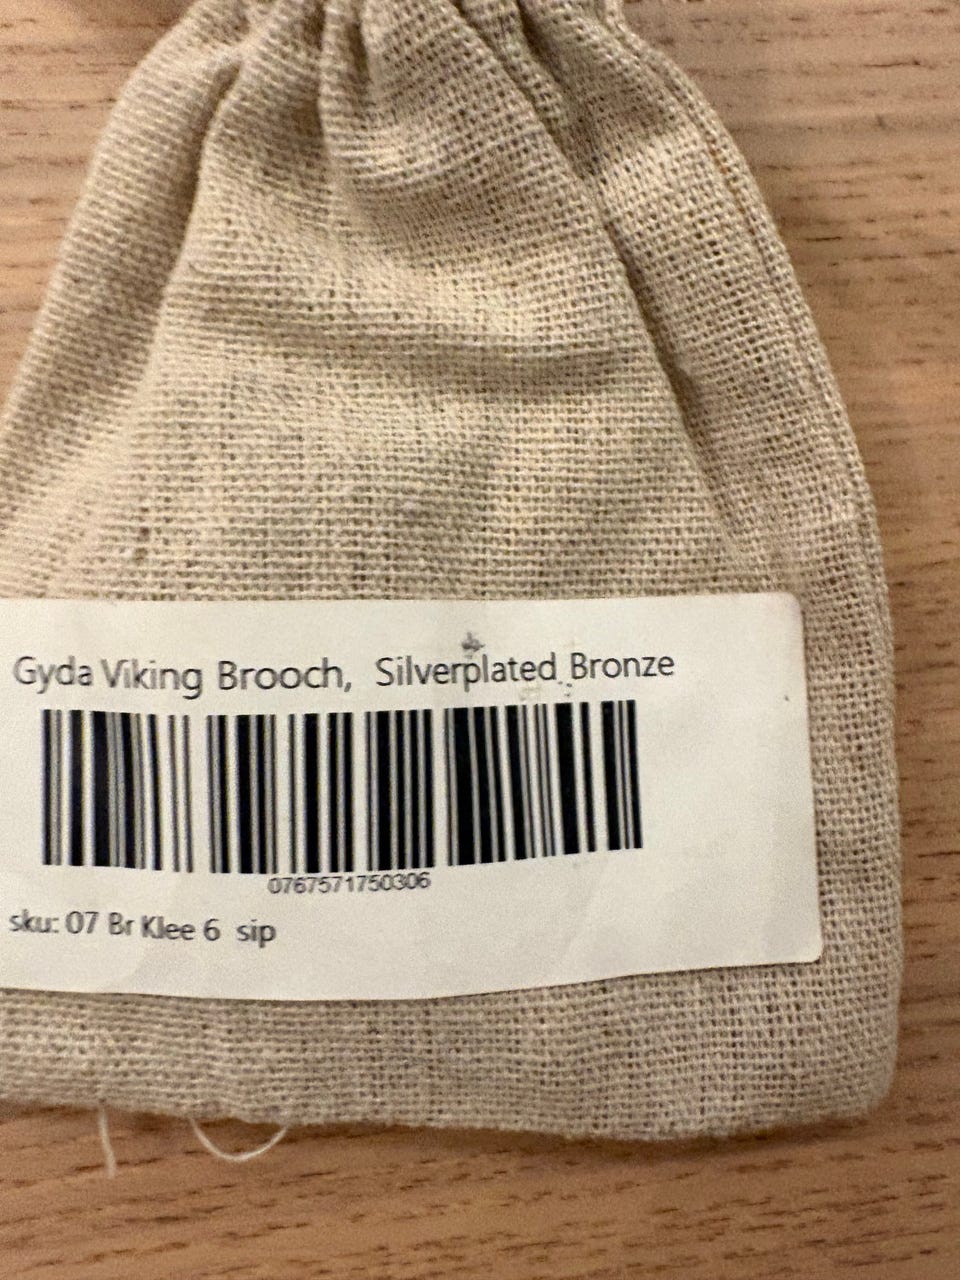 Gyda Viking Brooch, Silverplated Bronze
0767571750306
sku: 07 Br Klee 6 sip